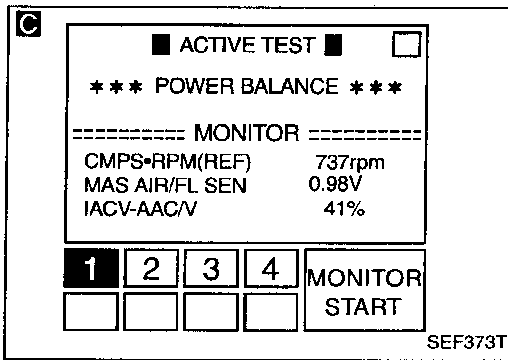 C
■ ACTIVE TEST ■
*** POWER BALANCE ***
========== MONITOR ==========
CMPS•RPM(REF) 737rpm
MAS AIR/FL SEN 0.98V
IACV-AAC/V 41%
1 2 3 4 MONITOR START
SEF373T